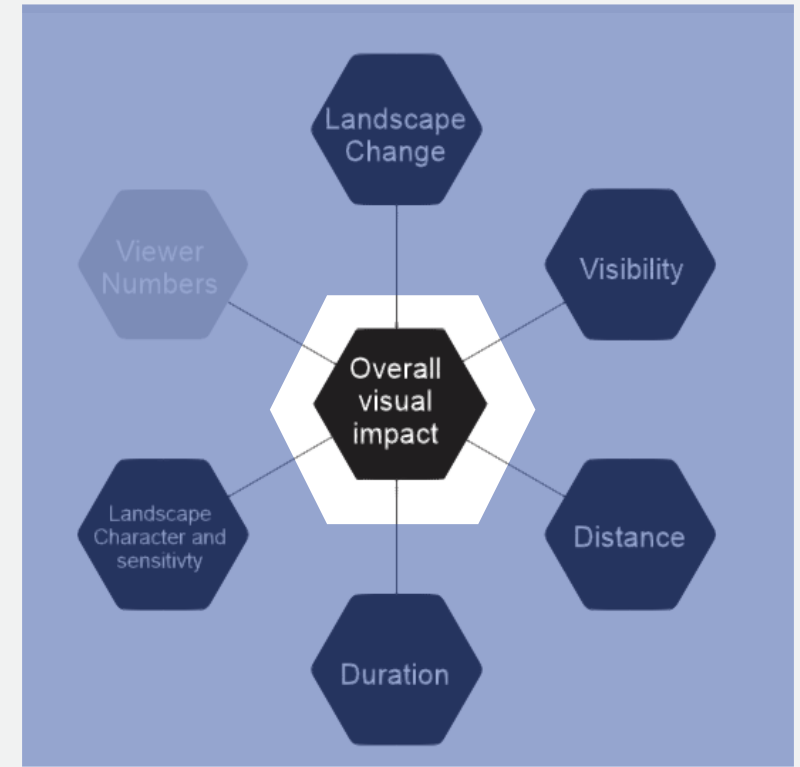 Landscape
Change
Viewer
Numbers
Visibility
Overall
visual
impact
Landscape
Character and
sensitivty
Distance
Duration